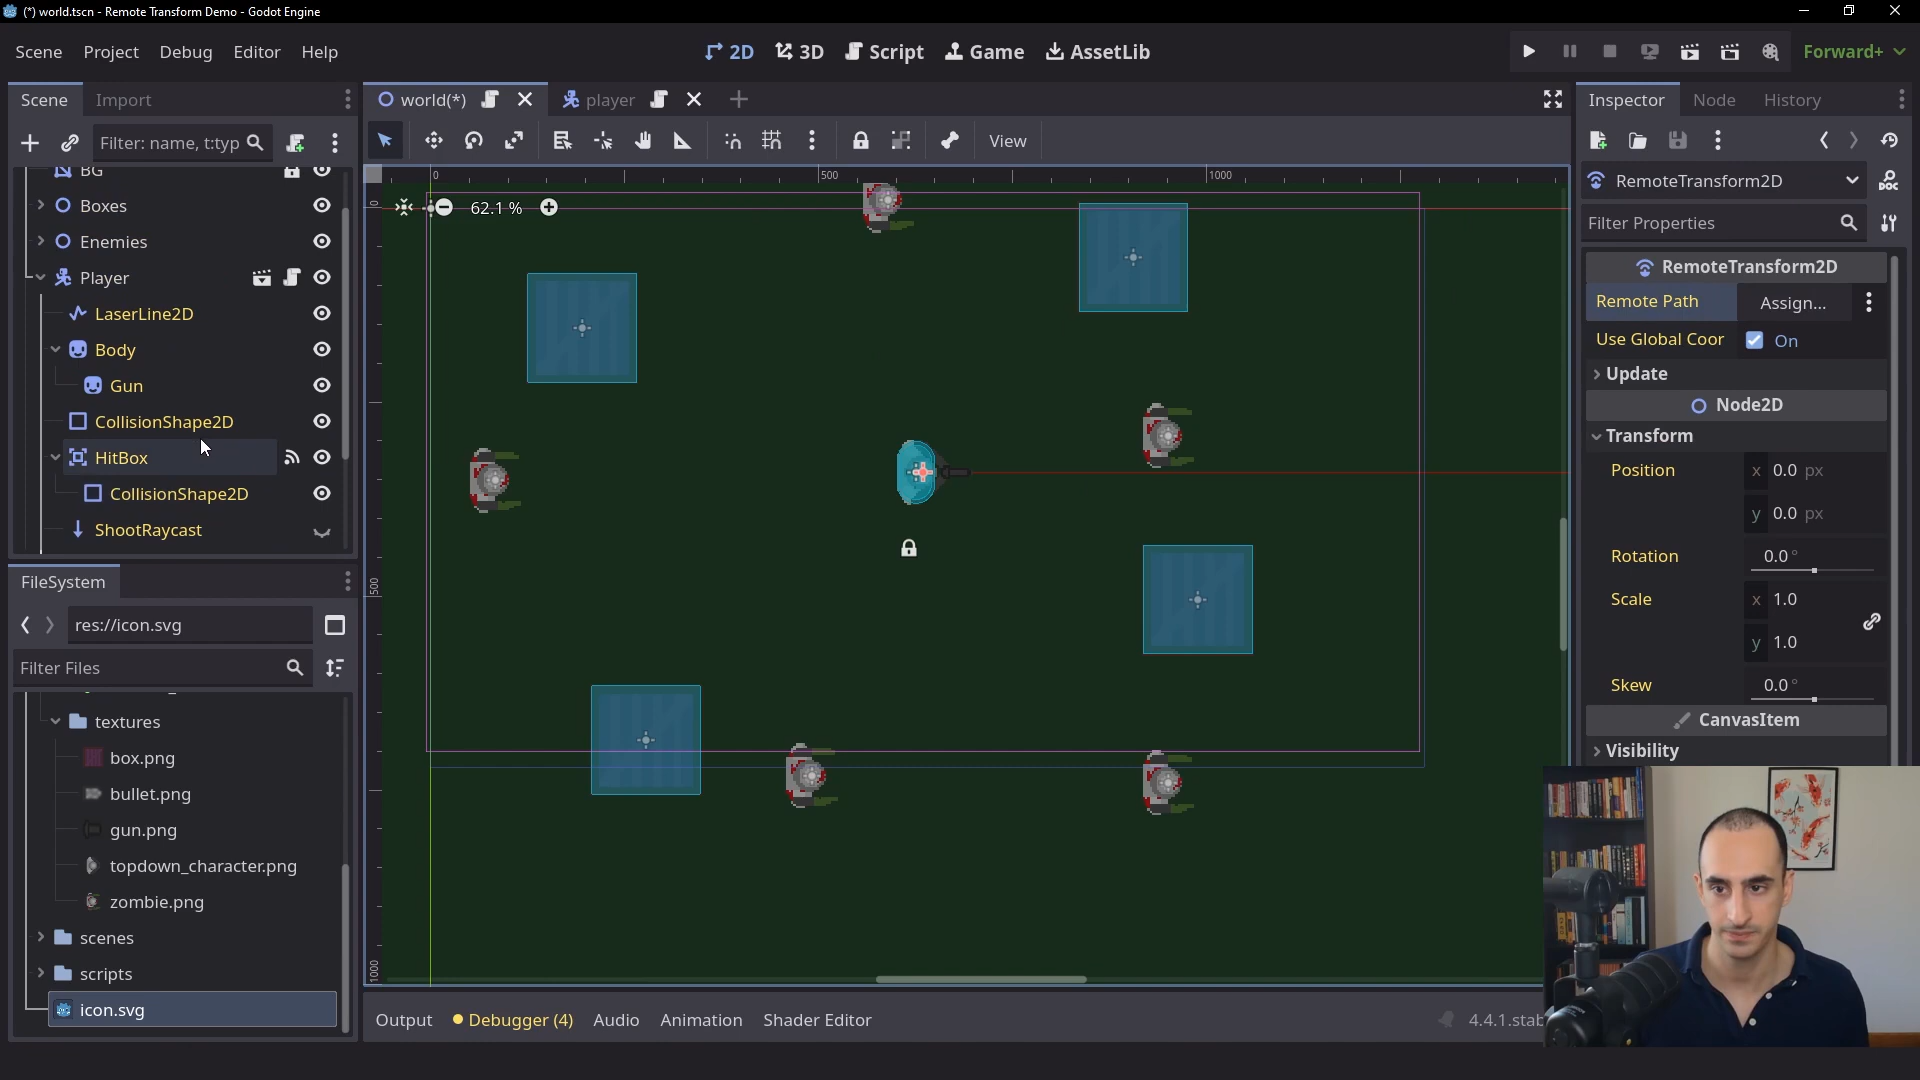 (*) world.tscn - Remote Transform Demo - Godot Engine
Scene Project Debug Editor Help
2D 3D Script Game AssetLib
Forward+
Scene Import
world(*) player
Inspector Node History
Filter: name, t:typ
View
BG
Boxes
Enemies
Player
LaserLine2D
Body
Gun
CollisionShape2D
HitBox
CollisionShape2D
ShootRaycast
FileSystem
res://icon.svg
Filter Files
textures
box.png
bullet.png
gun.png
topdown_character.png
zombie.png
scenes
scripts
icon.svg
0 500 1000
0
500
1000
62.1 %
Output Debugger (4) Audio Animation Shader Editor
4.4.1.stab
RemoteTransform2D
Filter Properties
RemoteTransform2D
Remote Path Assign...
Use Global Coor On
Update
Node2D
Transform
Position x 0.0 px
y 0.0 px
Rotation 0.0 °
Scale x 1.0
y 1.0
Skew 0.0 °
CanvasItem
Visibility